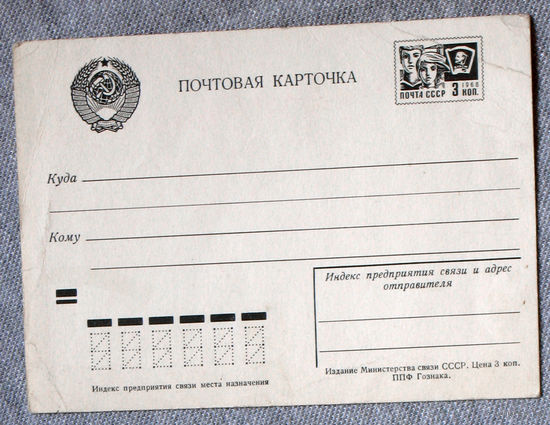 ПОЧТОВАЯ КАРТОЧКА
1966
ПОЧТА СССР 3 КОП.
Куда
Кому
Индекс предприятия связи и адрес
отправителя
Индекс предприятия связи места назначения
Издание Министерства связи СССР. Цена 3 коп.
ППФ Гознака.